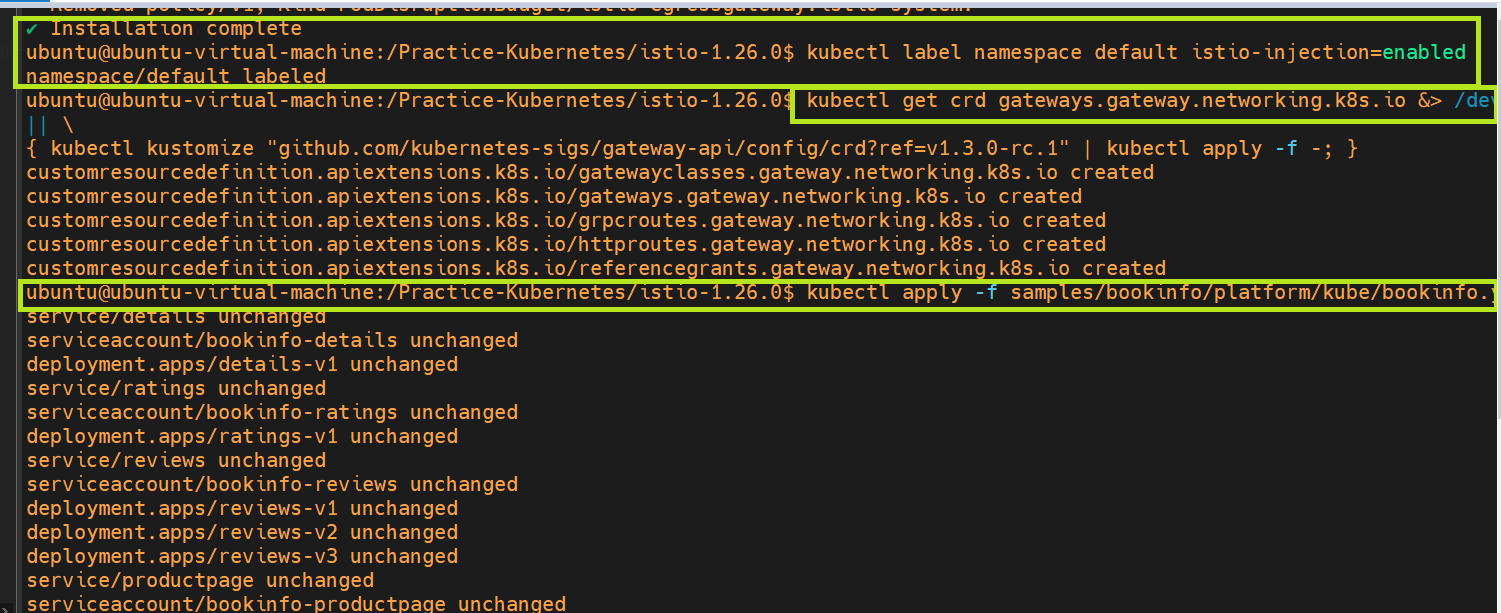 Removed policy/v1, Kind=PodDisruptionBudget/istio-egressgateway.istio-system.
✔ Installation complete
ubuntu@ubuntu-virtual-machine:/Practice-Kubernetes/istio-1.26.0$ kubectl label namespace default istio-injection=enabled
namespace/default labeled
ubuntu@ubuntu-virtual-machine:/Practice-Kubernetes/istio-1.26.0$ kubectl get crd gateways.gateway.networking.k8s.io &> /dev
|| \
{ kubectl kustomize "github.com/kubernetes-sigs/gateway-api/config/crd?ref=v1.3.0-rc.1" | kubectl apply -f -; }
customresourcedefinition.apiextensions.k8s.io/gatewayclasses.gateway.networking.k8s.io created
customresourcedefinition.apiextensions.k8s.io/gateways.gateway.networking.k8s.io created
customresourcedefinition.apiextensions.k8s.io/grpcroutes.gateway.networking.k8s.io created
customresourcedefinition.apiextensions.k8s.io/httproutes.gateway.networking.k8s.io created
customresourcedefinition.apiextensions.k8s.io/referencegrants.gateway.networking.k8s.io created
ubuntu@ubuntu-virtual-machine:/Practice-Kubernetes/istio-1.26.0$ kubectl apply -f samples/bookinfo/platform/kube/bookinfo.y
service/details unchanged
serviceaccount/bookinfo-details unchanged
deployment.apps/details-v1 unchanged
service/ratings unchanged
serviceaccount/bookinfo-ratings unchanged
deployment.apps/ratings-v1 unchanged
service/reviews unchanged
serviceaccount/bookinfo-reviews unchanged
deployment.apps/reviews-v1 unchanged
deployment.apps/reviews-v2 unchanged
deployment.apps/reviews-v3 unchanged
service/productpage unchanged
serviceaccount/bookinfo-productpage unchanged